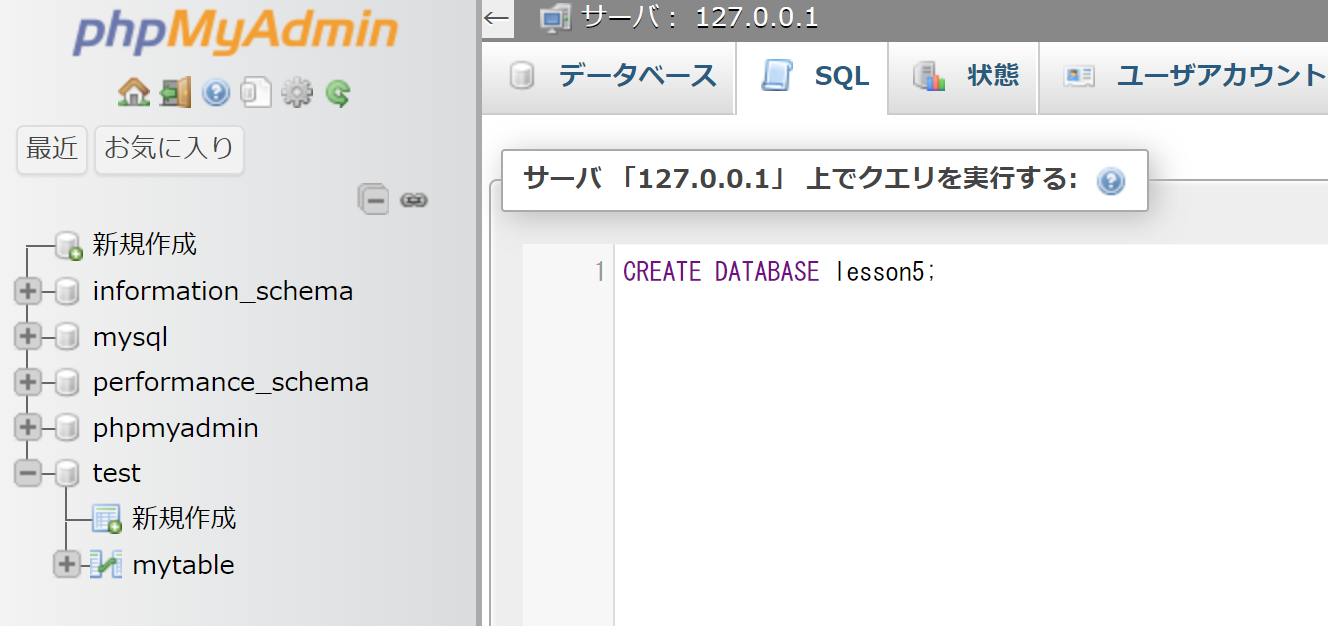 phpMyAdmin
最近 お気に入り
新規作成
information_schema
mysql
performance_schema
phpmyadmin
test
新規作成
mytable
← サーバ: 127.0.0.1
データベース SQL 状態 ユーザアカウント
サーバ 「127.0.0.1」 上でクエリを実行する:
1 CREATE DATABASE lesson5;